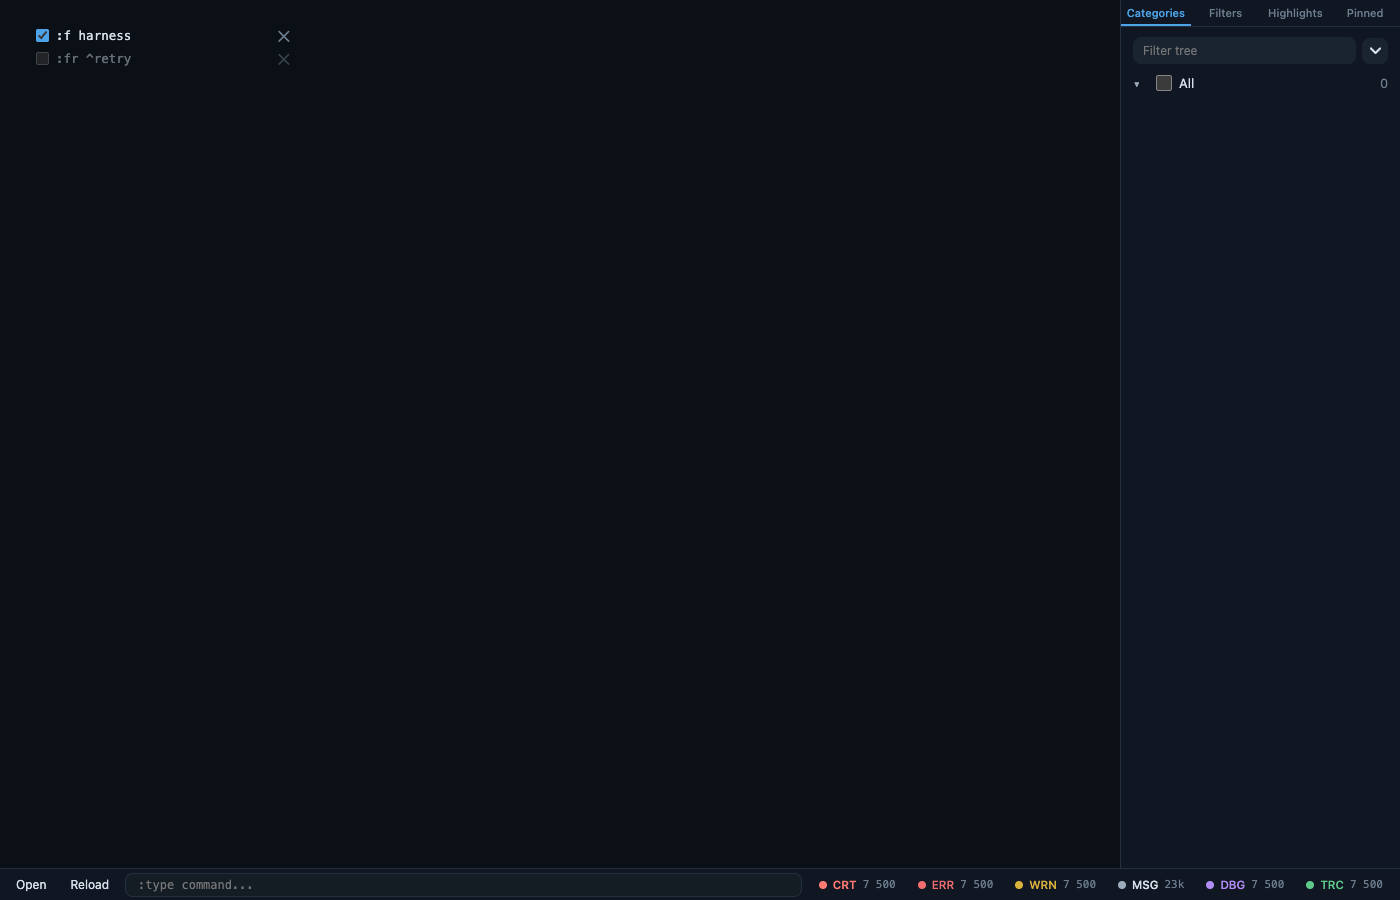 :f harness
:fr ^retry
Categories Filters Highlights Pinned
Filter tree
All 0
Open Reload :type command... CRT 7 500 ERR 7 500 WRN 7 500 MSG 23k DBG 7 500 TRC 7 500